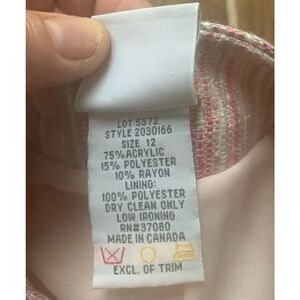 LOT 5372
STYLE 2030166
SIZE 12
75% ACRYLIC
15% POLYESTER
10% RAYON
LINING:
100% POLYESTER
DRY CLEAN ONLY
LOW IRONING
RN#37080
MADE IN CANADA
EXCL. OF TRIM